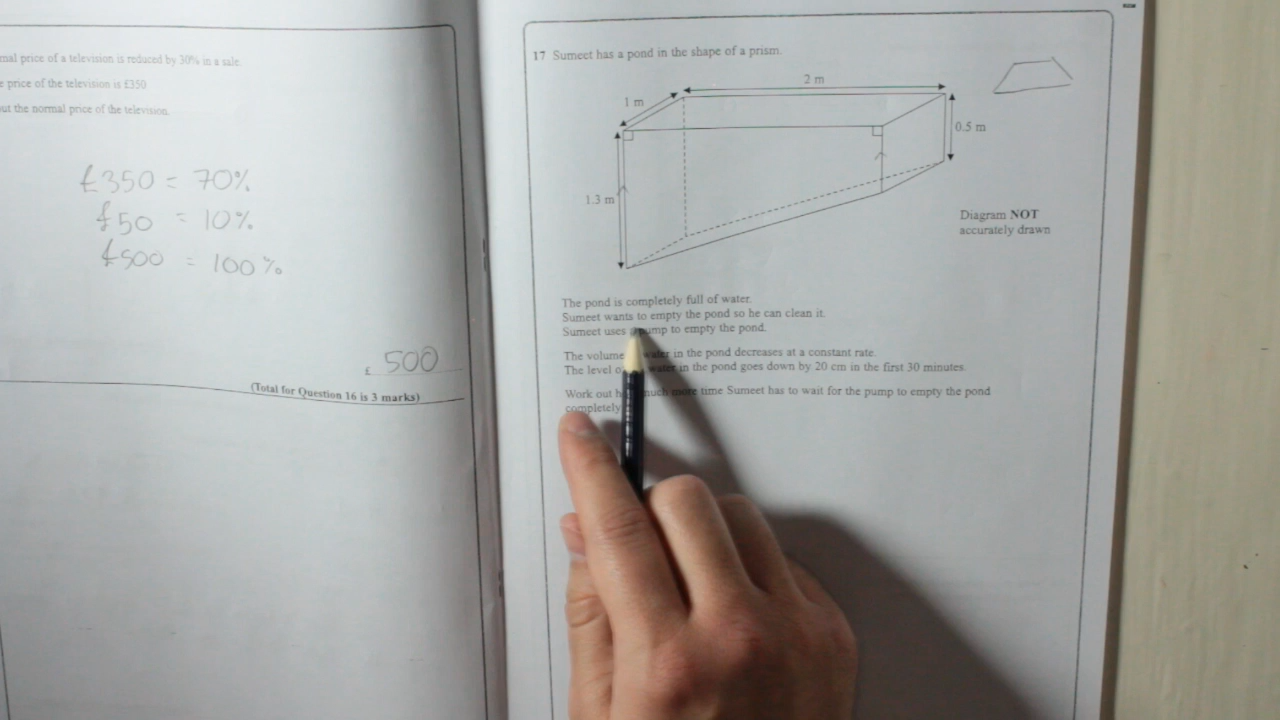 mal price of a television is reduced by 30% in a sale.
e price of the television is £350
out the normal price of the television.
£350 = 70%
£50 = 10%
£500 = 100%
£ 500
(Total for Question 16 is 3 marks)
17 Sumeet has a pond in the shape of a prism.
2 m
1 m
0.5 m
1.3 m
Diagram NOT
accurately drawn
The pond is completely full of water.
Sumeet wants to empty the pond so he can clean it.
Sumeet uses pump to empty the pond.
The volume water in the pond decreases at a constant rate.
The level water in the pond goes down by 20 cm in the first 30 minutes.
Work out much more time Sumeet has to wait for the pump to empty the pond
completely